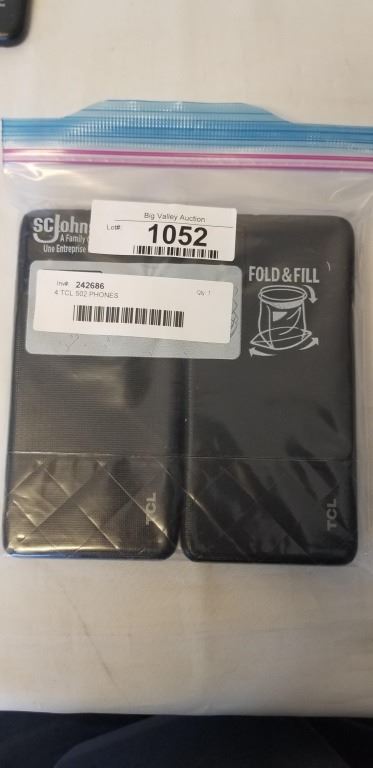 scjohns
A Family C
Une Entreprise
Big Valley Auction
Lot#:
1052
Inv#: 242686
Qty: 1
4 TCL 502 PHONES
FOLD & FILL
TCL
TCL